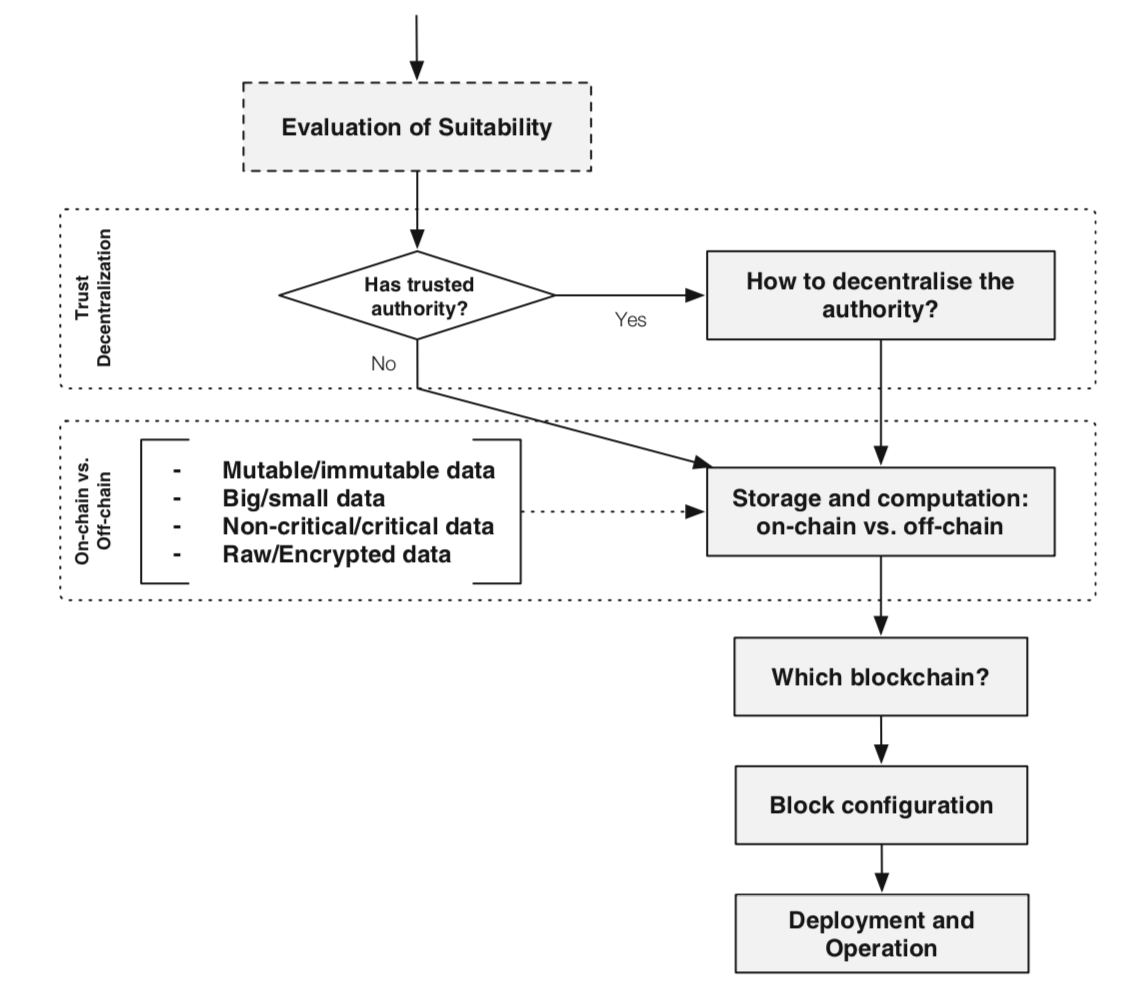 Evaluation of Suitability
Trust
Decentralization
Has trusted
authority?
Yes
No
How to decentralise the
authority?
On-chain vs.
Off-chain
- Mutable/immutable data
- Big/small data
- Non-critical/critical data
- Raw/Encrypted data
Storage and computation:
on-chain vs. off-chain
Which blockchain?
Block configuration
Deployment and
Operation